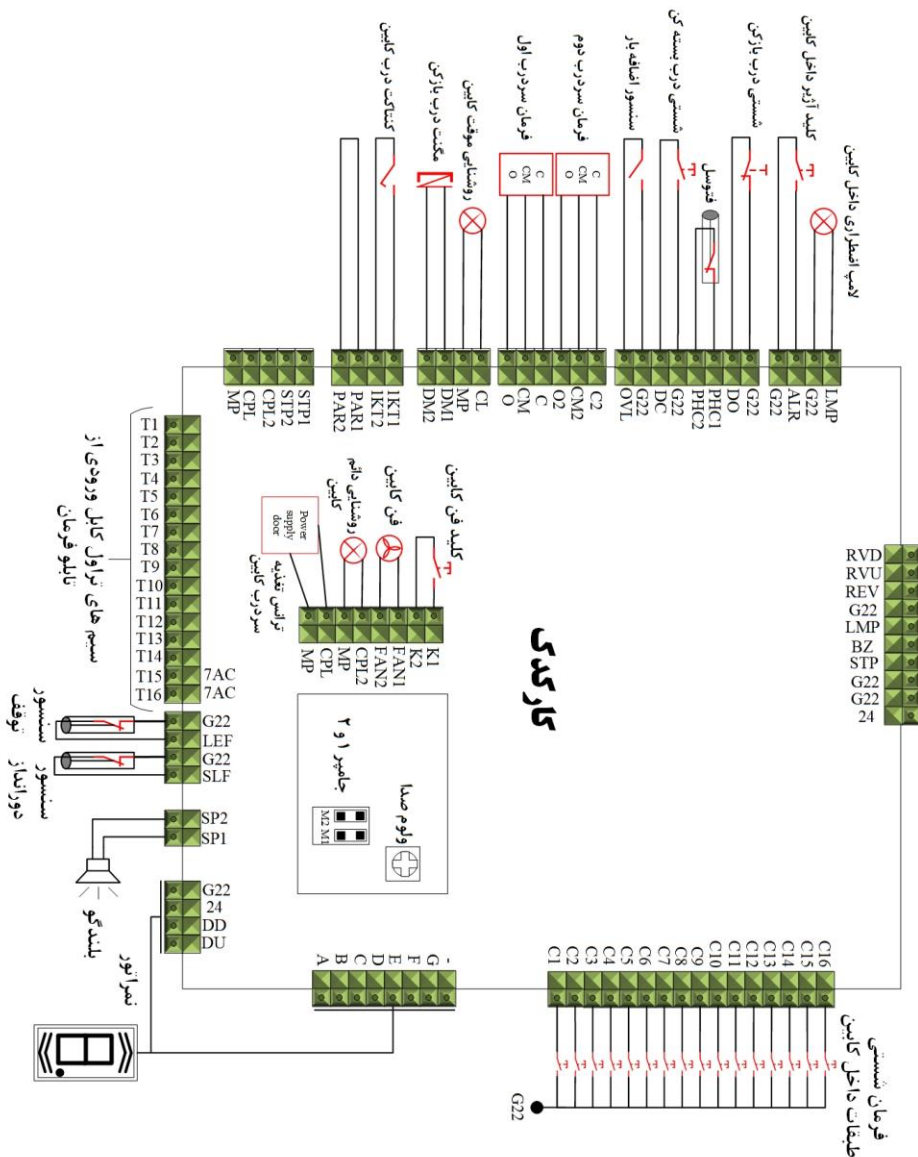 کنتاکت درب کابین
مگنت درب بازکن
روشنایی موقت کابین
فرمان سردرب اول
فرمان سردرب دوم
سنسور اضافه بار
شستی درب بسته کن
فتوسل
شستی درب بازکن
کلید آژیر داخل کابین
لامپ اضطراری داخل کابین
O
CM
C
O
CM
C
MP
CPL
CPL2
STP2
STP1
PAR2
PAR1
IKT2
IKT1
DM2
DM1
MP
CL
O
CM
C
O2
CM2
C2
OVL
G22
DC
G22
PHC2
PHC1
DO
G22
G22
ALR
G22
LMP
سیم های تراول کابل ورودی از
تابلو فرمان
T1
T2
T3
T4
T5
T6
T7
T8
T9
T10
T11
T12
T13
T14
T15 7AC
T16 7AC
سنسور
توقف
G22
LEF
سنسور
دورانداز
G22
SLF
SP2
SP1
بلندگو
G22
24
DD
DU
نمراتور
Power
supply
door
ترانس تغذیه
سردرب کابین
روشنایی دائم
کابین
فن کابین
کلید فن کابین
MP
CPL
MP
CPL2
FAN2
FAN1
K2
K1
کارکدک
جامپر ۱ و ۲
M2 M1
ولوم صدا
RVD
RVU
REV
G22
LMP
BZ
STP
G22
G22
24
A
B
C
D
E
F
G
-
C1
C2
C3
C4
C5
C6
C7
C8
C9
C10
C11
C12
C13
C14
C15
C16
G22
فرمان شستی
طبقات داخل کابین